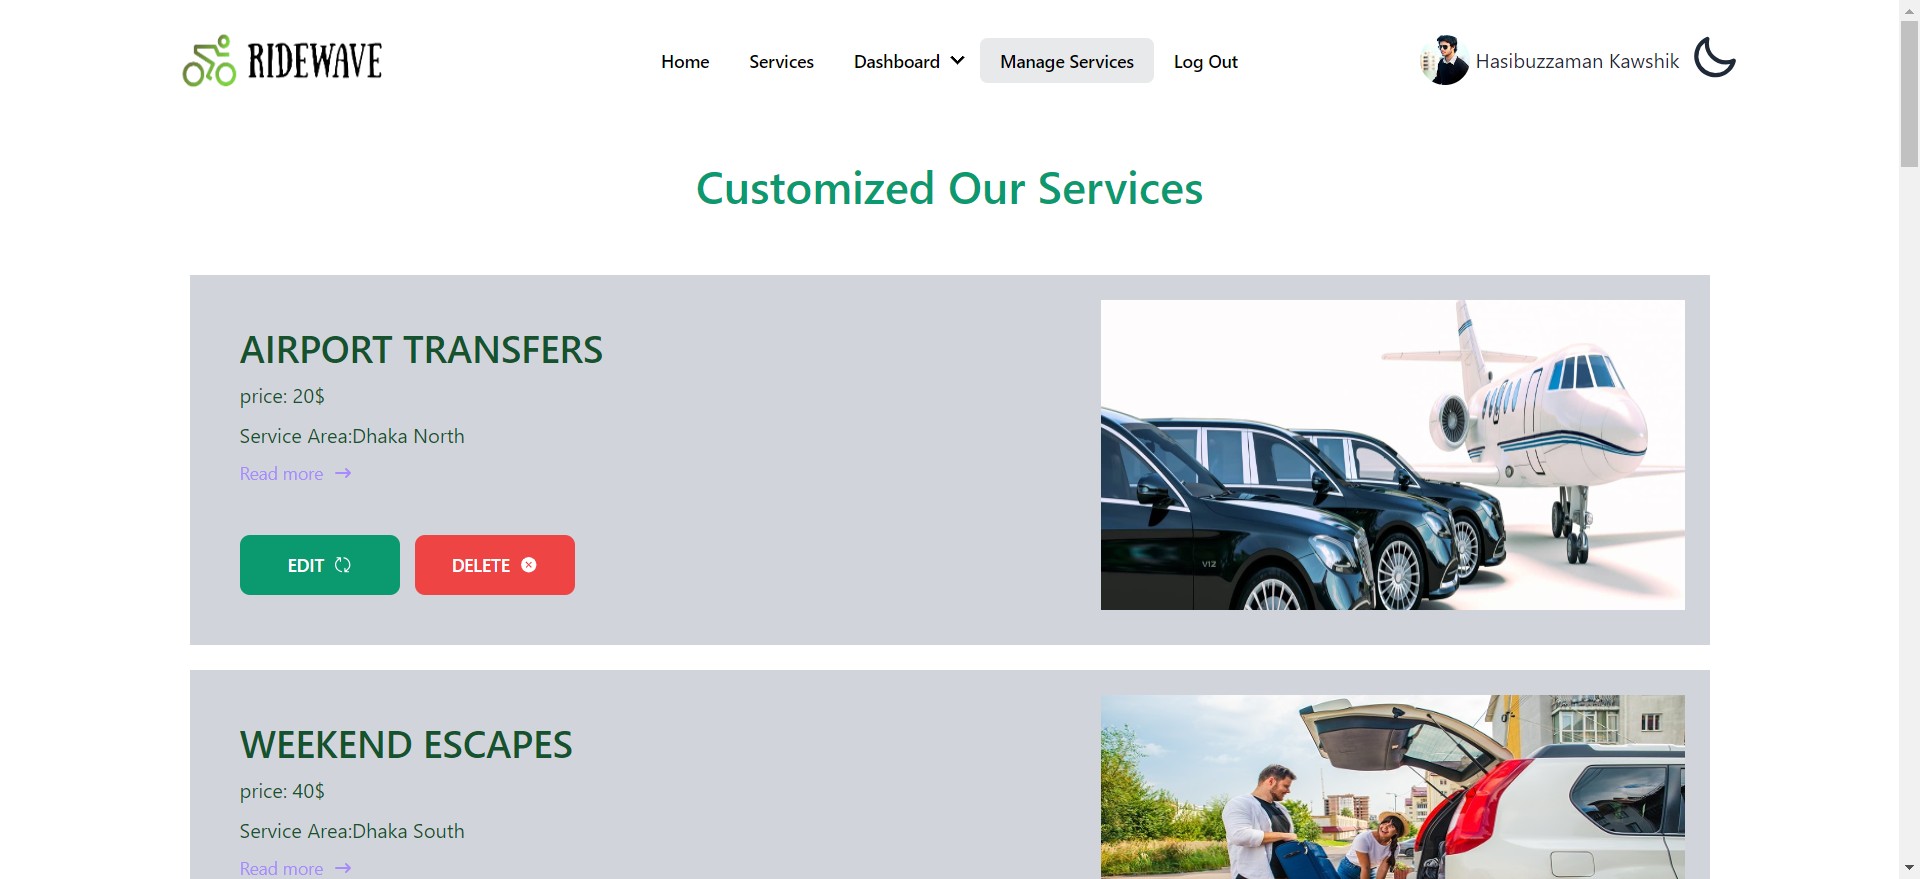 RIDEWAVE
Home Services Dashboard Manage Services Log Out
Hasibuzzaman Kawshik
Customized Our Services
AIRPORT TRANSFERS
price: 20$
Service Area:Dhaka North
Read more →
EDIT DELETE
V12
WEEKEND ESCAPES
price: 40$
Service Area:Dhaka South
Read more →